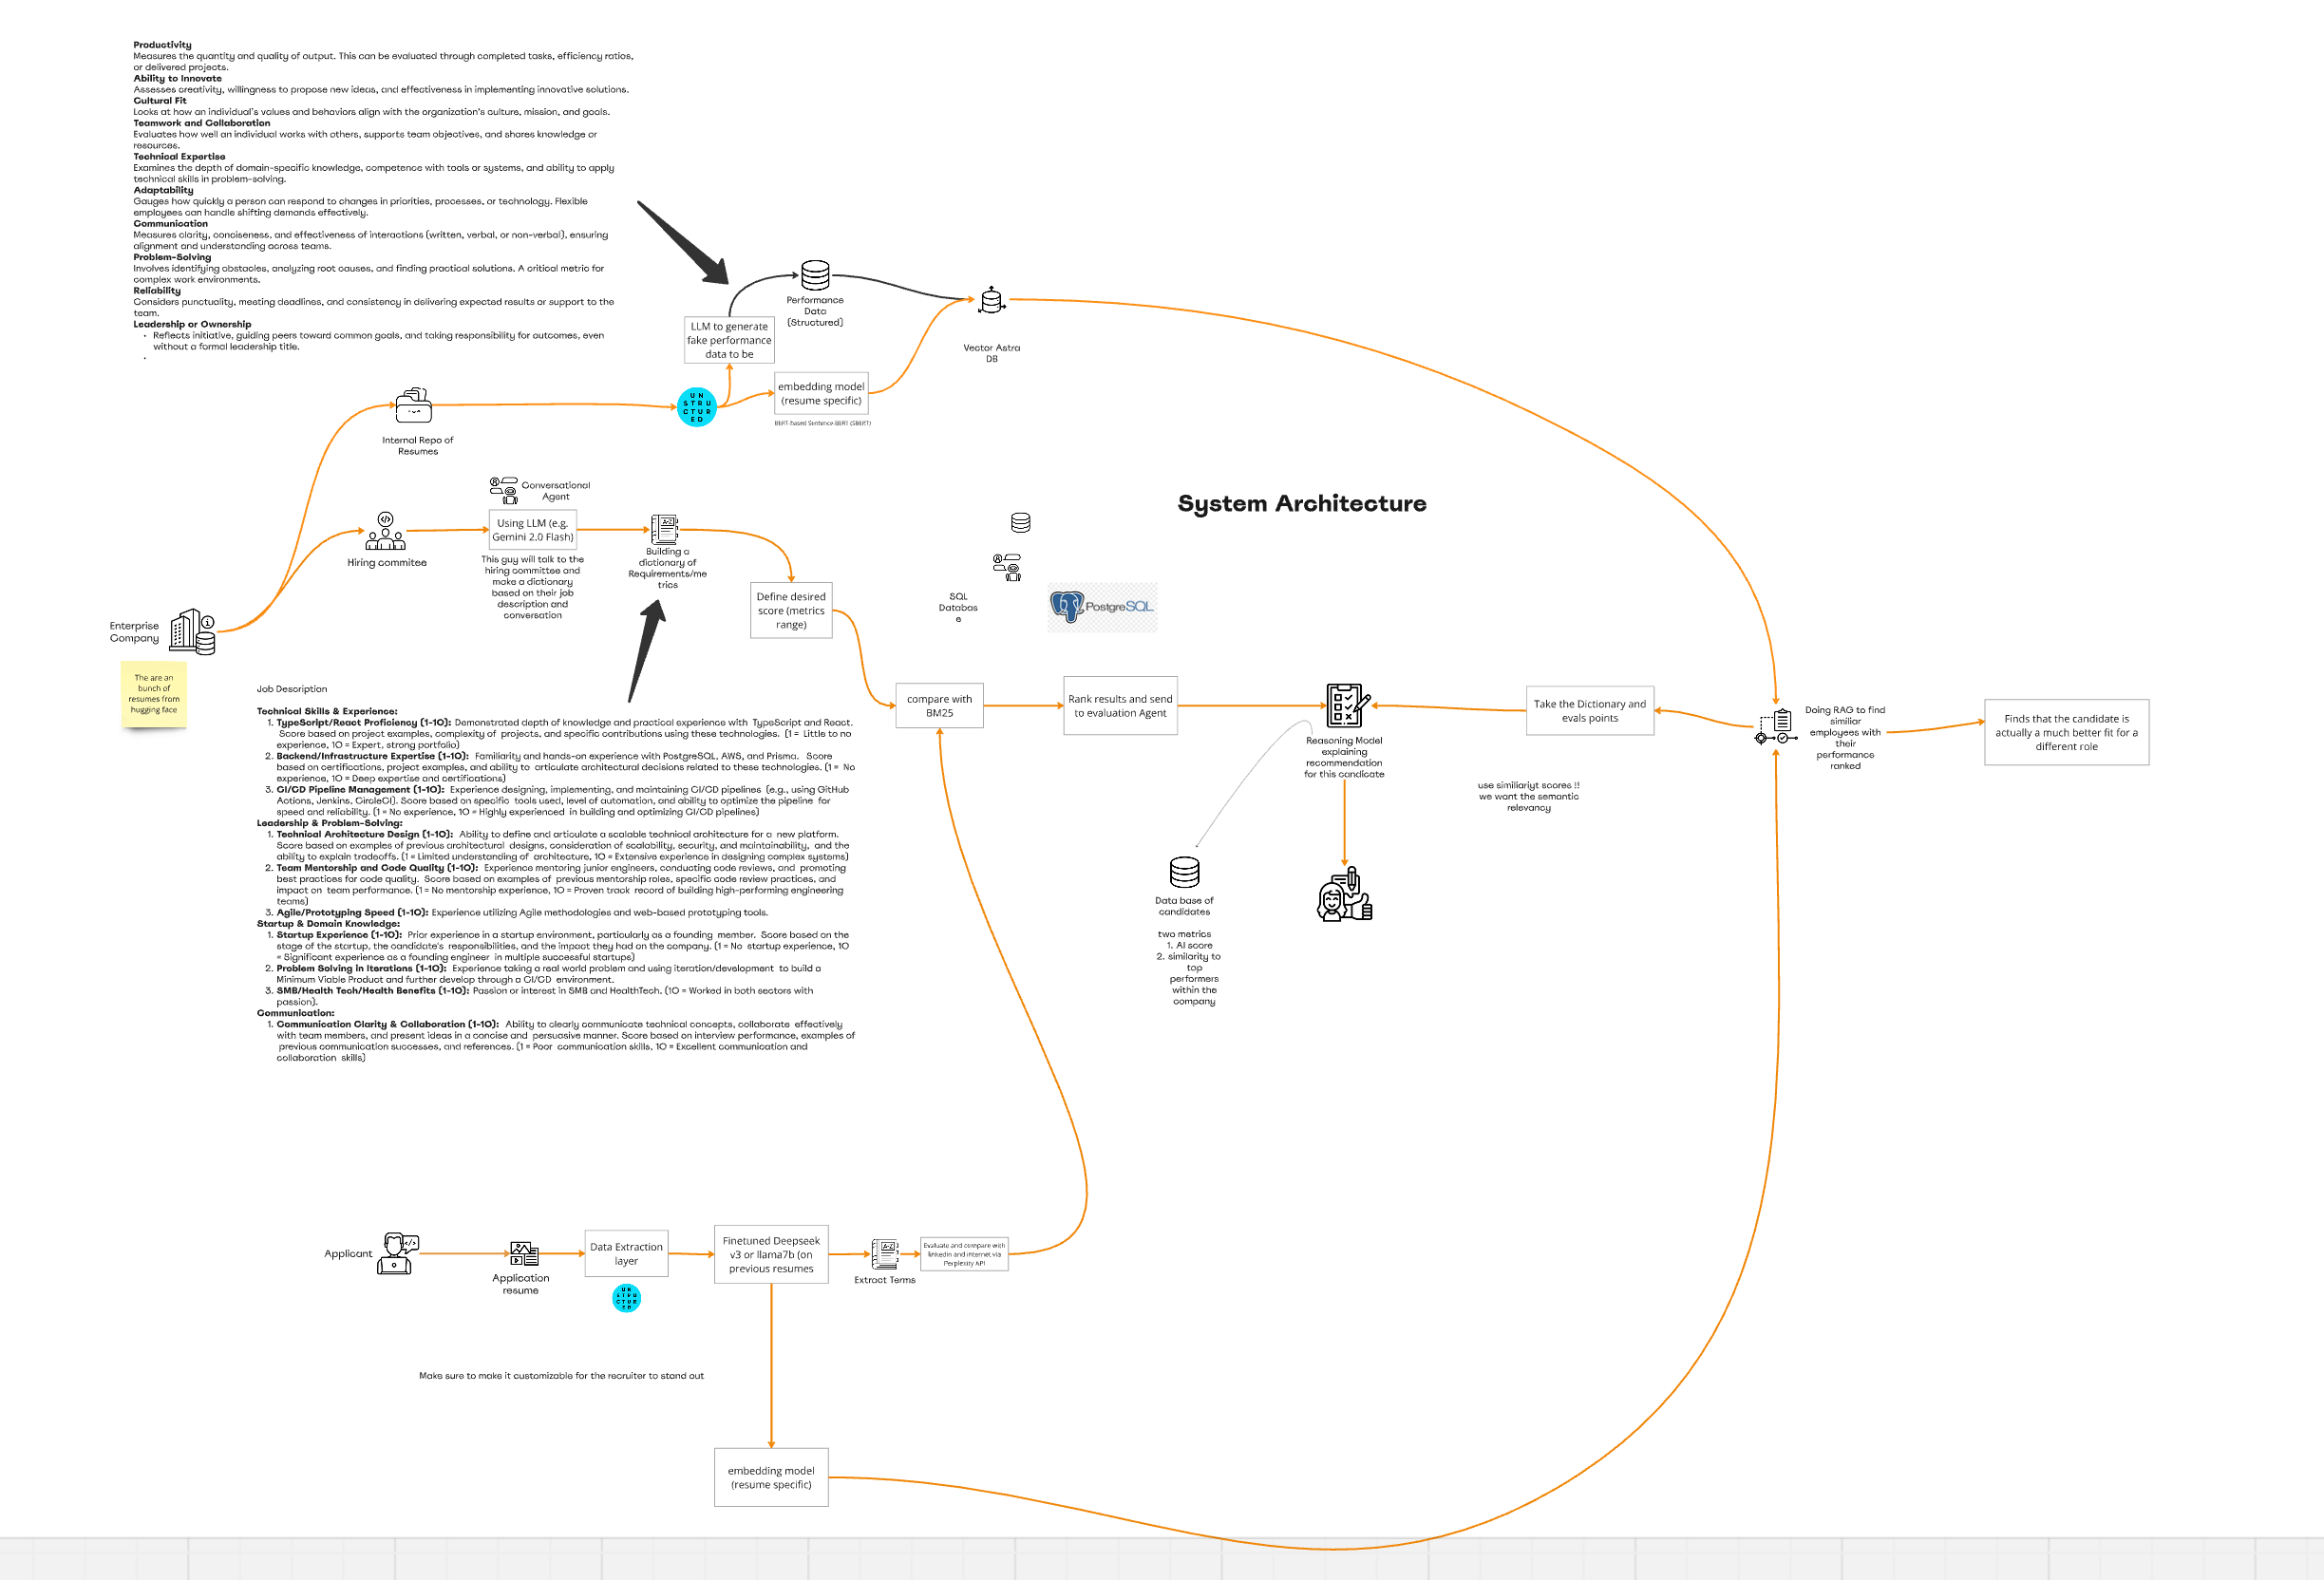 Productivity
Measures the quantity and quality of output. This can be evaluated through completed tasks, efficiency ratios,
or delivered projects.
Ability to Innovate
Assesses creativity, willingness to propose new ideas, and effectiveness in implementing innovative solutions.
Cultural Fit
Looks at how an individual's values and behaviors align with the organization's culture, mission, and goals.
Teamwork and Collaboration
Evaluates how well an individual works with others, supports team objectives, and shares knowledge or
resources.
Technical Expertise
Examines the depth of domain-specific knowledge, competence with tools or systems, and ability to apply
technical skills in problem-solving.
Adaptability
Gauges how quickly a person can respond to changes in priorities, processes, or technology. Flexible
employees can handle shifting demands effectively.
Communication
Measures clarity, conciseness, and effectiveness of interactions (written, verbal, or non-verbal), ensuring
alignment and understanding across teams.
Problem-Solving
Involves identifying obstacles, analyzing root causes, and finding practical solutions. A critical metric for
complex work environments.
Reliability
Considers punctuality, meeting deadlines, and consistency in delivering expected results or support to the
team.
Leadership or Ownership
• Reflects initiative, guiding peers toward common goals, and taking responsibility for outcomes, even
without a formal leadership title.
•
Performance
Data
(Structured)
LLM to generate
fake performance
data to be
Vector Astra
DB
UN
STRU
CTUR
ED
embedding model
(resume specific)
BERT-based Sentence-BERT (SBERT)
Internal Repo of
Resumes
Conversational
Agent
Using LLM (e.g.
Gemini 2.0 Flash)
This guy will talk to the
hiring committee and
make a dictionary
based on their job
description and
conversation
Hiring commitee
A-Z
Building a
dictionary of
Requirements/me
trics
Define desired
score (metrics
range)
System Architecture
SQL
Databas
e
PostgreSQL
Enterprise
Company
The are an
bunch of
resumes from
hugging face
Job Description
Technical Skills & Experience:
1. TypeScript/React Proficiency (1-10): Demonstrated depth of knowledge and practical experience with TypeScript and React.
Score based on project examples, complexity of projects, and specific contributions using these technologies. (1 = Little to no
experience, 10 = Expert, strong portfolio)
2. Backend/Infrastructure Expertise (1-10): Familiarity and hands-on experience with PostgreSQL, AWS, and Prisma. Score
based on certifications, project examples, and ability to articulate architectural decisions related to these technologies. (1 = No
experience, 10 = Deep expertise and certifications)
3. CI/CD Pipeline Management (1-10): Experience designing, implementing, and maintaining CI/CD pipelines (e.g., using GitHub
Actions, Jenkins, CircleCI). Score based on specific tools used, level of automation, and ability to optimize the pipeline for
speed and reliability. (1 = No experience, 10 = Highly experienced in building and optimizing CI/CD pipelines)
Leadership & Problem-Solving:
1. Technical Architecture Design (1-10): Ability to define and articulate a scalable technical architecture for a new platform.
Score based on examples of previous architectural designs, consideration of scalability, security, and maintainability, and the
ability to explain tradeoffs. (1 = Limited understanding of architecture, 10 = Extensive experience in designing complex systems)
2. Team Mentorship and Code Quality (1-10): Experience mentoring junior engineers, conducting code reviews, and promoting
best practices for code quality. Score based on examples of previous mentorship roles, specific code review practices, and
impact on team performance. (1 = No mentorship experience, 10 = Proven track record of building high-performing engineering
teams)
3. Agile/Prototyping Speed (1-10): Experience utilizing Agile methodologies and web-based prototyping tools.
Startup & Domain Knowledge:
1. Startup Experience (1-10): Prior experience in a startup environment, particularly as a founding member. Score based on the
stage of the startup, the candidate's responsibilities, and the impact they had on the company. (1 = No startup experience, 10
= Significant experience as a founding engineer in multiple successful startups)
2. Problem Solving in Iterations (1-10): Experience taking a real world problem and using iteration/development to build a
Minimum Viable Product and further develop through a CI/CD environment.
3. SMB/Health Tech/Health Benefits (1-10): Passion or interest in SMB and HealthTech. (10 = Worked in both sectors with
passion).
Communication:
1. Communication Clarity & Collaboration (1-10): Ability to clearly communicate technical concepts, collaborate effectively
with team members, and present ideas in a concise and persuasive manner. Score based on interview performance, examples of
previous communication successes, and references. (1 = Poor communication skills, 10 = Excellent communication and
collaboration skills)
compare with
BM25
Rank results and send
to evaluation Agent
Reasoning Model
explaining
recommendation
for this candicate
Take the Dictionary and
evals points
use similiariyt scores !!
we want the semantic
relevancy
Doing RAG to find
similiar
employees with
their
performance
ranked
Finds that the candidate is
actually a much better fit for a
different role
Data base of
candidates
two metrics
1. AI score
2. similarity to
top
performers
within the
company
Applicant
Application
resume
Data Extraction
layer
UN
STRU
CTUR
ED
Finetuned Deepseek
v3 or llama7b (on
previous resumes
A-Z
Extract Terms
Evaluate and compare with
linkedin and internet via
Perplexity API
Make sure to make it customizable for the recruiter to stand out
embedding model
(resume specific)